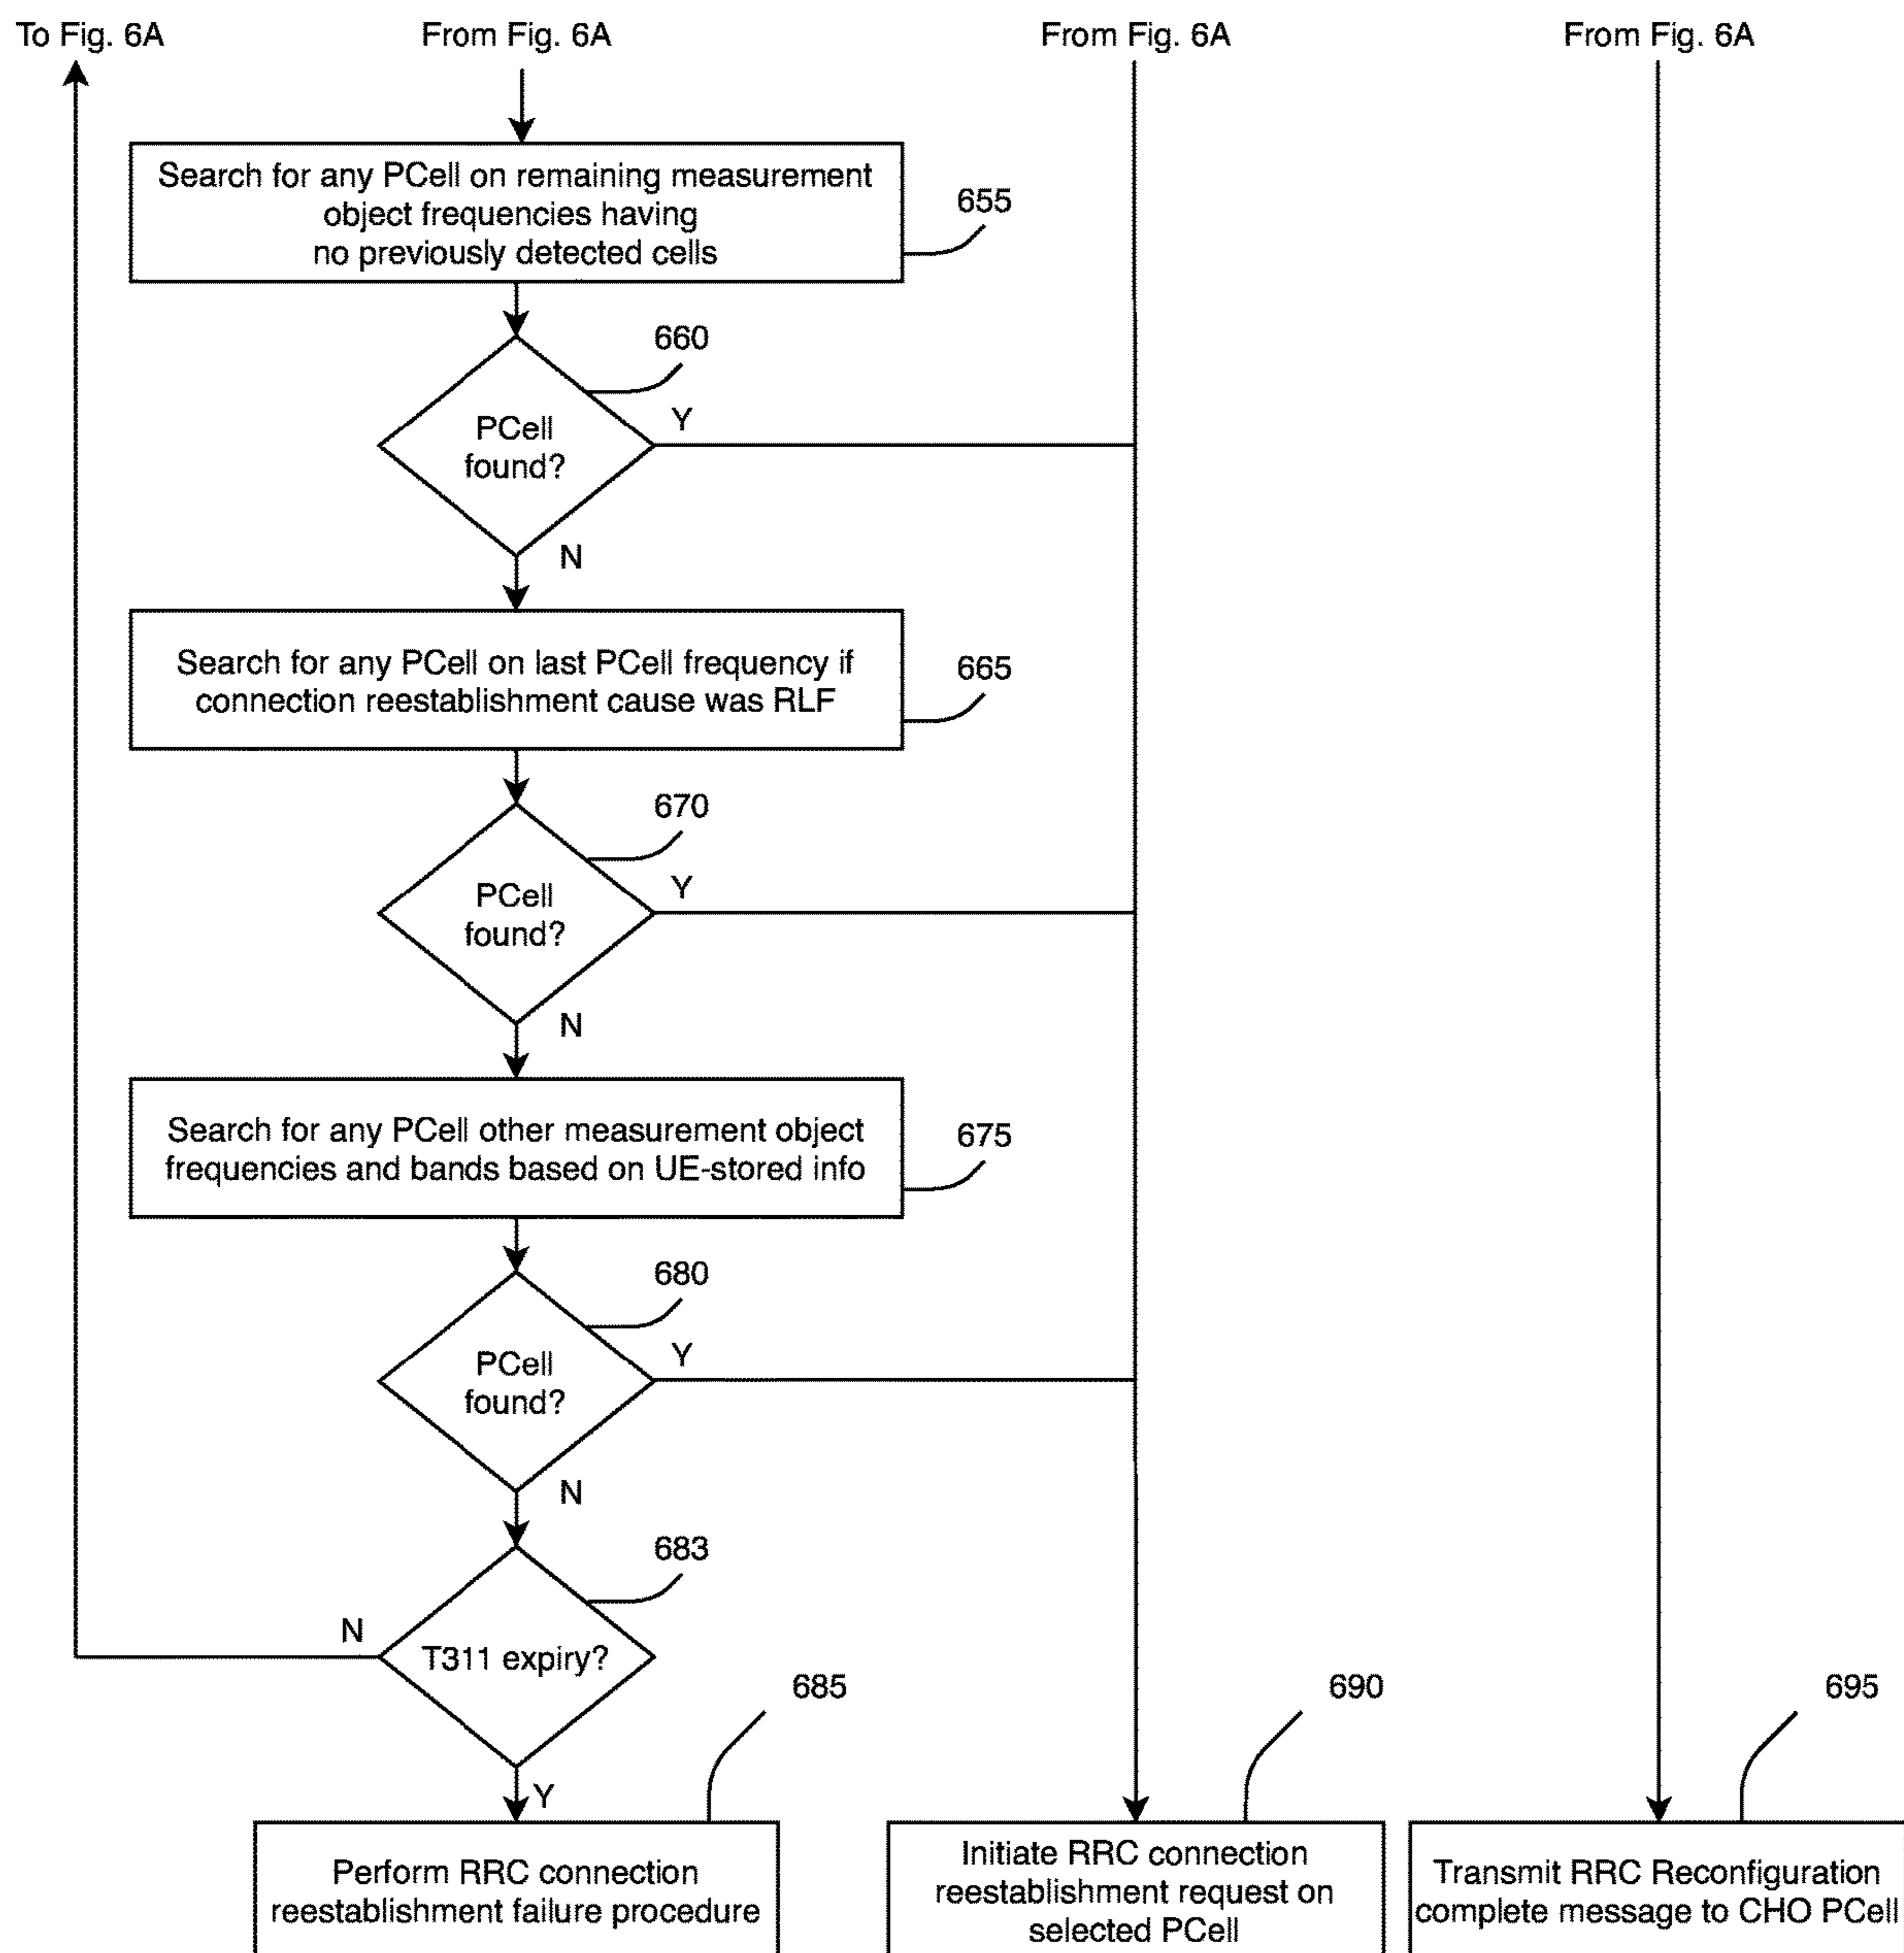 To Fig. 6A
From Fig. 6A
From Fig. 6A
From Fig. 6A
Search for any PCell on remaining measurement
object frequencies having
no previously detected cells
655
660
PCell
found?
Y
N
Search for any PCell on last PCell frequency if
connection reestablishment cause was RLF
665
670
PCell
found?
Y
N
Search for any PCell other measurement object
frequencies and bands based on UE-stored info
675
680
PCell
found?
Y
N
683
T311 expiry?
N
Y
685
Perform RRC connection
reestablishment failure procedure
690
Initiate RRC connection
reestablishment request on
selected PCell
695
Transmit RRC Reconfiguration
complete message to CHO PCell